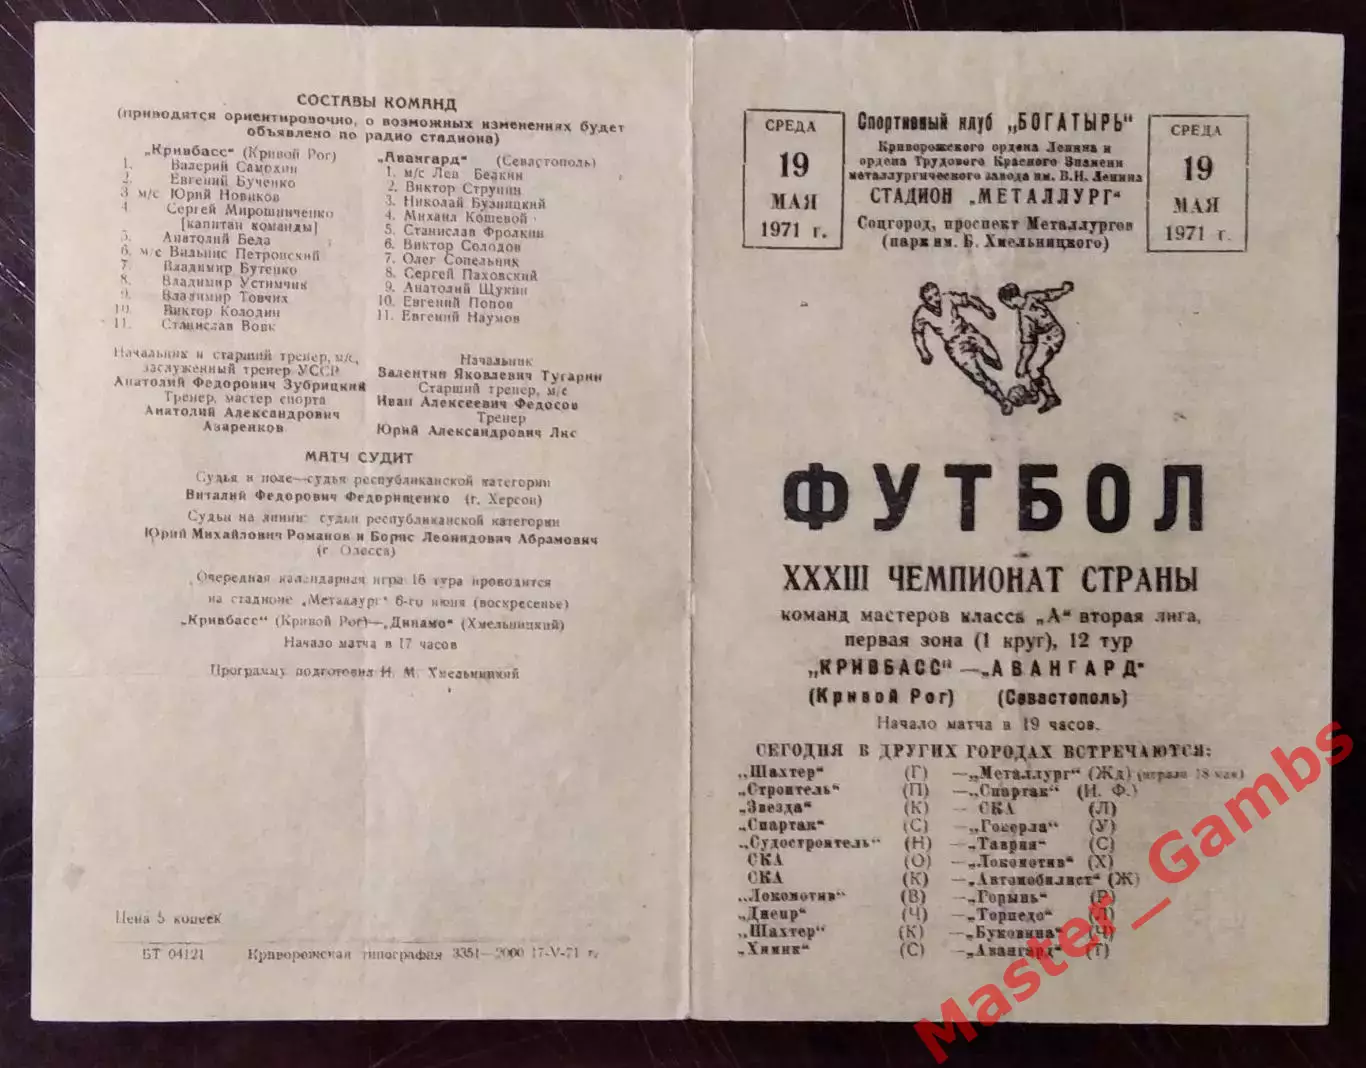 СОСТАВЫ КОМАНД
(приводятся ориентировочно, о возможных изменениях будет
объявлено по радио стадиона)
„Кривбасс“ (Кривой Рог)
1. Валерий Самохин
2. Евгений Бученко
3 м/с Юрий Новиков
4 Сергей Мирошниченко
[капитан команды]
5. Анатолий Беда
6. м/с Вильнис Петровский
7. Владимир Бутенко
8. Владимир Устимчик
9. Владимир Товчих
10. Виктор Колодин
11. Станислав Вовк
„Авангард“ (Севастополь)
1. м/с Лев Белкин
2. Виктор Струнин
3. Николай Бузницкий
4. Михаил Кошевой
5. Станислав Фролкин
6. Виктор Солодов
7. Олег Сопельник
8. Сергей Паховский
9. Анатолий Щукин
10. Евгений Попов
11. Евгений Наумов
Начальник и старший тренер, м/с,
заслуженный тренер УССР
Анатолий Федорович Зубрицкий
Тренер, мастер спорта
Анатолий Александрович
Азаренков
Начальник
Валентин Яковлевич Тугарин
Старший тренер, м/с
Иван Алексеевич Федосов
Тренер
Юрий Александрович Лис
МАТЧ СУДИТ
Судья в поле—судья республиканской категории
Виталий Федорович Федорищенко (г. Херсон)
Судьи на линии: судьи республиканской категории
Юрий Михайлович Романов и Борис Леонидович Абрамович
(г Одесса)
Очередная календарная игра 16 тура проводится
на стадионе „Металлург“ 6-го июня (воскресенье)
„Кривбасс“ (Кривой Рог)—„Динамо“ (Хмельницкий)
Начало матча в 17 часов
Программу подготовил Н. М. Хмельницкий
Цена 5 копеек
БТ 04121 Криворожская типография 3351—2000 17-V-71 г.
СРЕДА
19
МАЯ
1971 г.
Спортивный клуб „БОГАТЫРЬ“
Криворожского ордена Ленина и
ордена Трудового Красного Знамени
металлургического завода им. В.И. Ленина
СТАДИОН „МЕТАЛЛУРГ“
Соцгород, проспект Металлургов
(парк им. Б. Хмельницкого)
СРЕДА
19
МАЯ
1971 г.
ФУТБОЛ
XXXIII ЧЕМПИОНАТ СТРАНЫ
команд мастеров класса „А“ вторая лига,
первая зона (1 круг), 12 тур
„КРИВБАСС“—„АВАНГАРД“
(Кривой Рог) (Севастополь)
Начало матча в 19 часов.
СЕГОДНЯ В ДРУГИХ ГОРОДАХ ВСТРЕЧАЮТСЯ:
„Шахтер“ (Г) —„Металлург“ (Жд) (играли 18 мая)
„Строитель“ (П) —„Спартак“ (И. Ф.)
„Звезда“ (К) — СКА (Л)
„Спартак“ (С) —„Говерла“ (У)
„Судостроитель“ (Н) —„Таврия“ (С)
СКА (О) —„Локомотив“ (Х)
СКА (К) —„Автомобилист“ (Ж)
„Локомотив“ (В) —„Горынь“ (Р)
„Днепр“ (Ч) —„Торпедо“ (Л)
„Шахтер“ (К) —„Буковина“ (Ч)
„Химик“ (С) —„Авангард“ (Т)
Master_Gambs